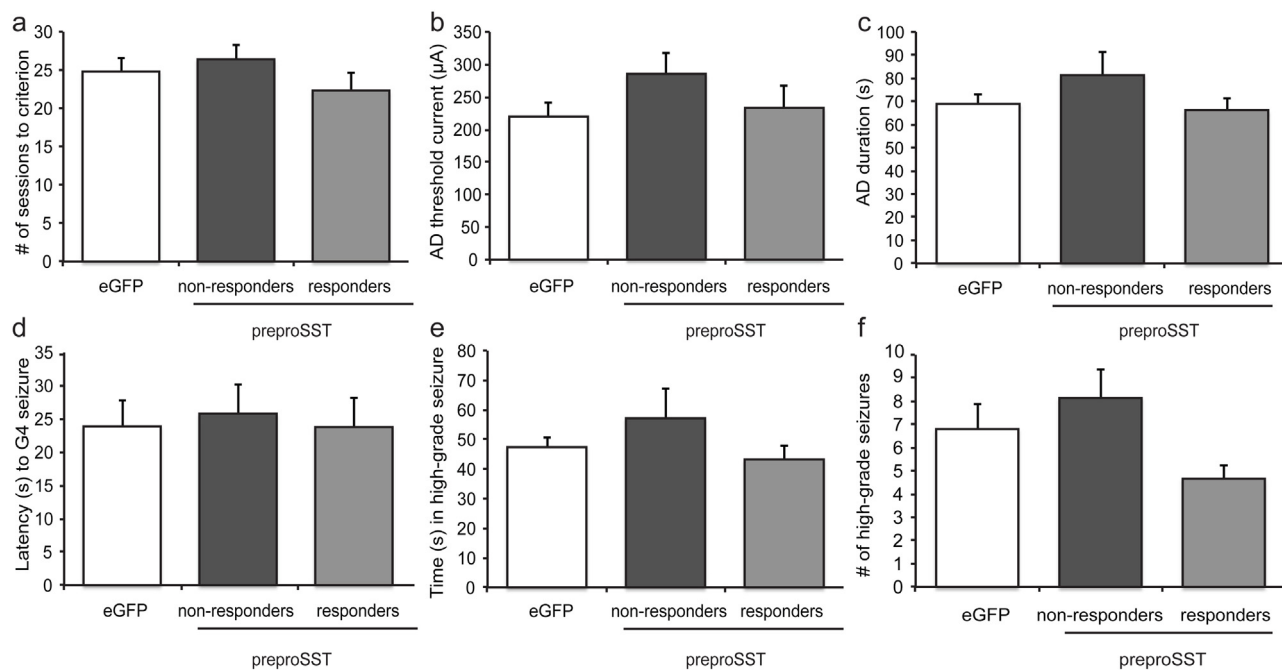 a
# of sessions to criterion
30
25
20
15
10
5
0
eGFP non-responders responders
preproSST
b
AD threshold current (µA)
350
300
250
200
150
100
50
0
eGFP non-responders responders
preproSST
c
AD duration (s)
100
90
80
70
60
50
40
30
20
10
0
eGFP non-responders responders
preproSST
d
Latency (s) to G4 seizure
35
30
25
20
15
10
5
0
eGFP non-responders responders
preproSST
e
Time (s) in high-grade seizure
80
70
60
50
40
30
20
10
0
eGFP non-responders responders
preproSST
f
# of high-grade seizures
10
9
8
7
6
5
4
3
2
1
0
eGFP non-responders responders
preproSST